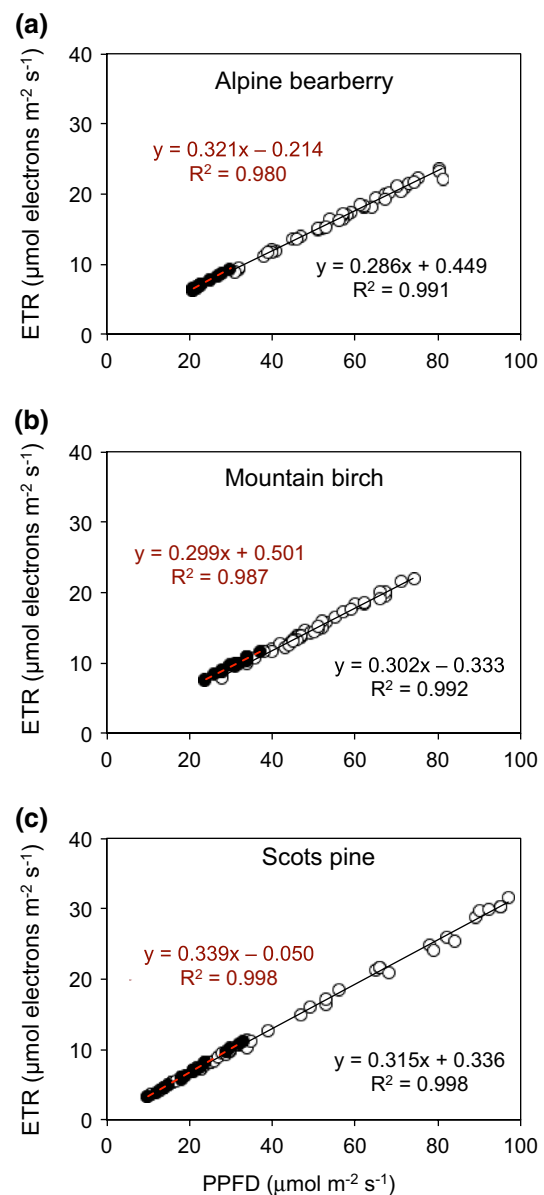 (a)
40
Alpine bearberry
30
y = 0.321x – 0.214
R² = 0.980
20
y = 0.286x + 0.449
R² = 0.991
10
0
ETR (µmol electrons m⁻² s⁻¹)
0 20 40 60 80 100
(b)
40
Mountain birch
30
y = 0.299x + 0.501
R² = 0.987
20
y = 0.302x – 0.333
R² = 0.992
10
0
ETR (µmol electrons m⁻² s⁻¹)
0 20 40 60 80 100
(c)
40
Scots pine
30
y = 0.339x – 0.050
R² = 0.998
20
y = 0.315x + 0.336
R² = 0.998
10
0
ETR (µmol electrons m⁻² s⁻¹)
0 20 40 60 80 100
PPFD (µmol m⁻² s⁻¹)